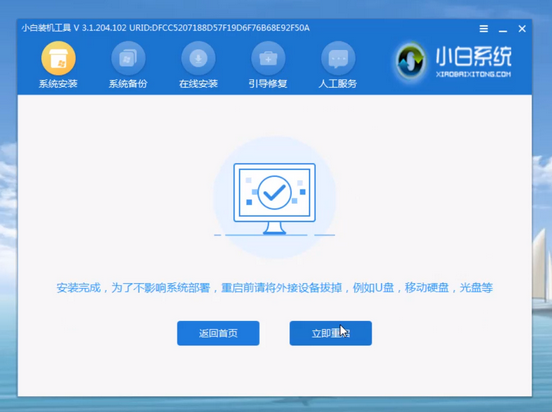 小白装机工具 V 3.1.204.102 URID:DFCC5207188D57F19D6F76B68E92F50A
系统安装
系统备份
在线安装
引导修复
人工服务
小白系统
XIAOBAIXITONG.COM
安装完成，为了不影响系统部署，重启前请将外接设备拔掉，例如U盘，移动硬盘，光盘等
返回首页
立即重启